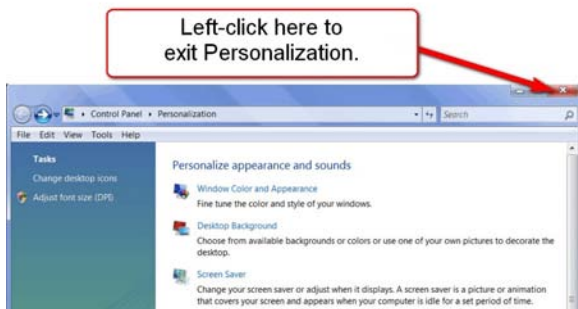 Left-click here to
exit Personalization.
Control Panel
Personalization
Search
File Edit View Tools Help
Tasks
Change desktop icons
Adjust font size (DPI)
Personalize appearance and sounds
Window Color and Appearance
Fine tune the color and style of your windows.
Desktop Background
Choose from available backgrounds or colors or use one of your own pictures to decorate the
desktop.
Screen Saver
Change your screen saver or adjust when it displays. A screen saver is a picture or animation
that covers your screen and appears when your computer is idle for a set period of time.